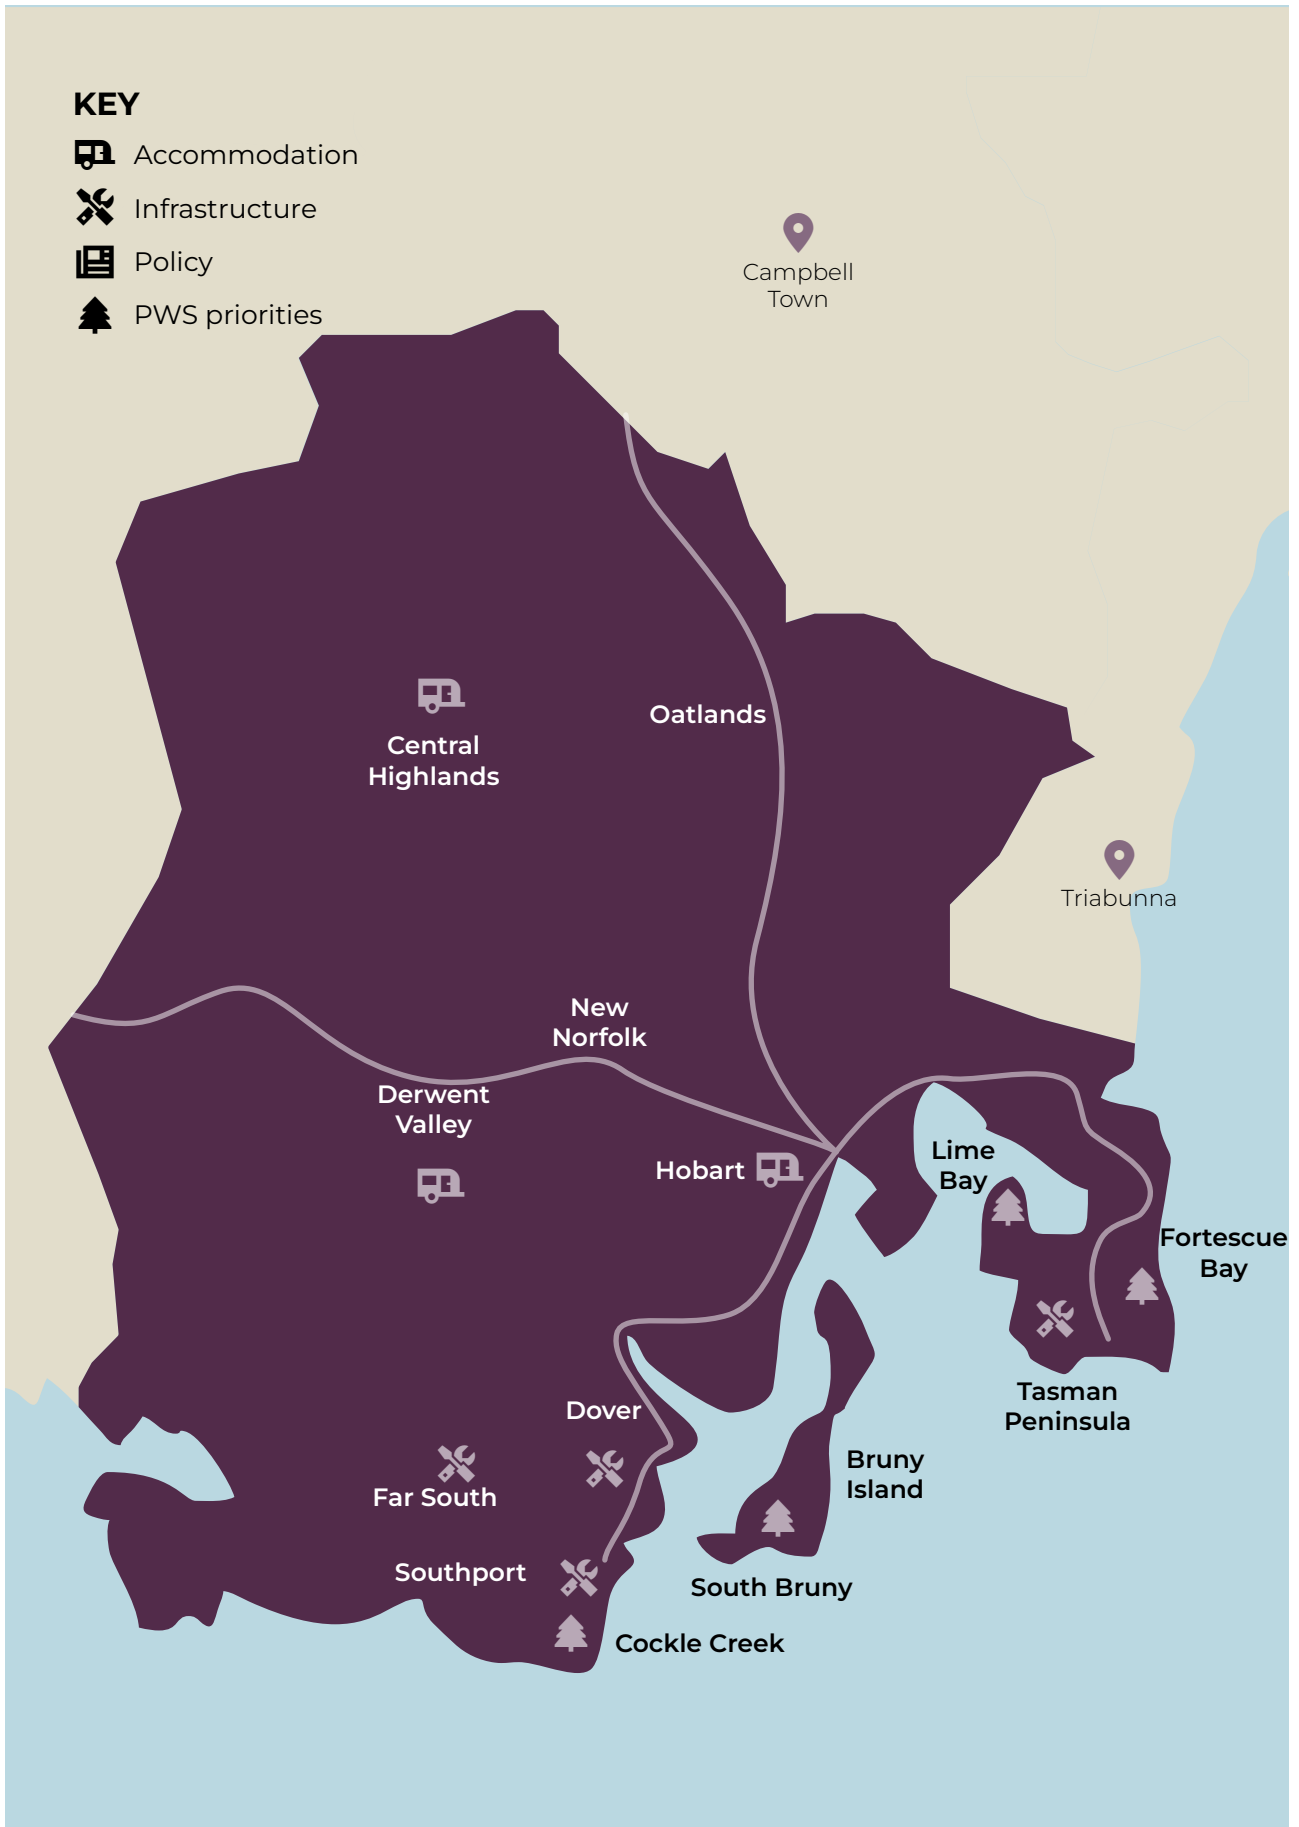 KEY
Accommodation
Infrastructure
Policy
PWS priorities
Campbell
Town
Oatlands
Central
Highlands
Triabunna
New
Norfolk
Derwent
Valley
Hobart
Lime
Bay
Fortescue
Bay
Tasman
Peninsula
Dover
Bruny
Island
Far South
Southport
South Bruny
Cockle Creek